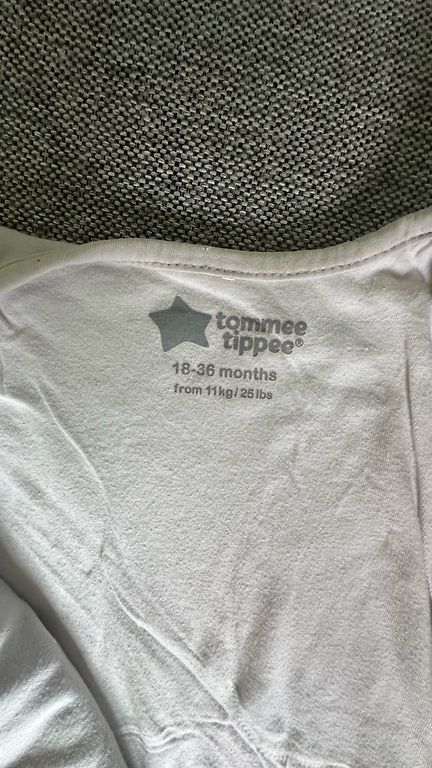 tommee
tippee®
18-36 months
from 11kg/25lbs